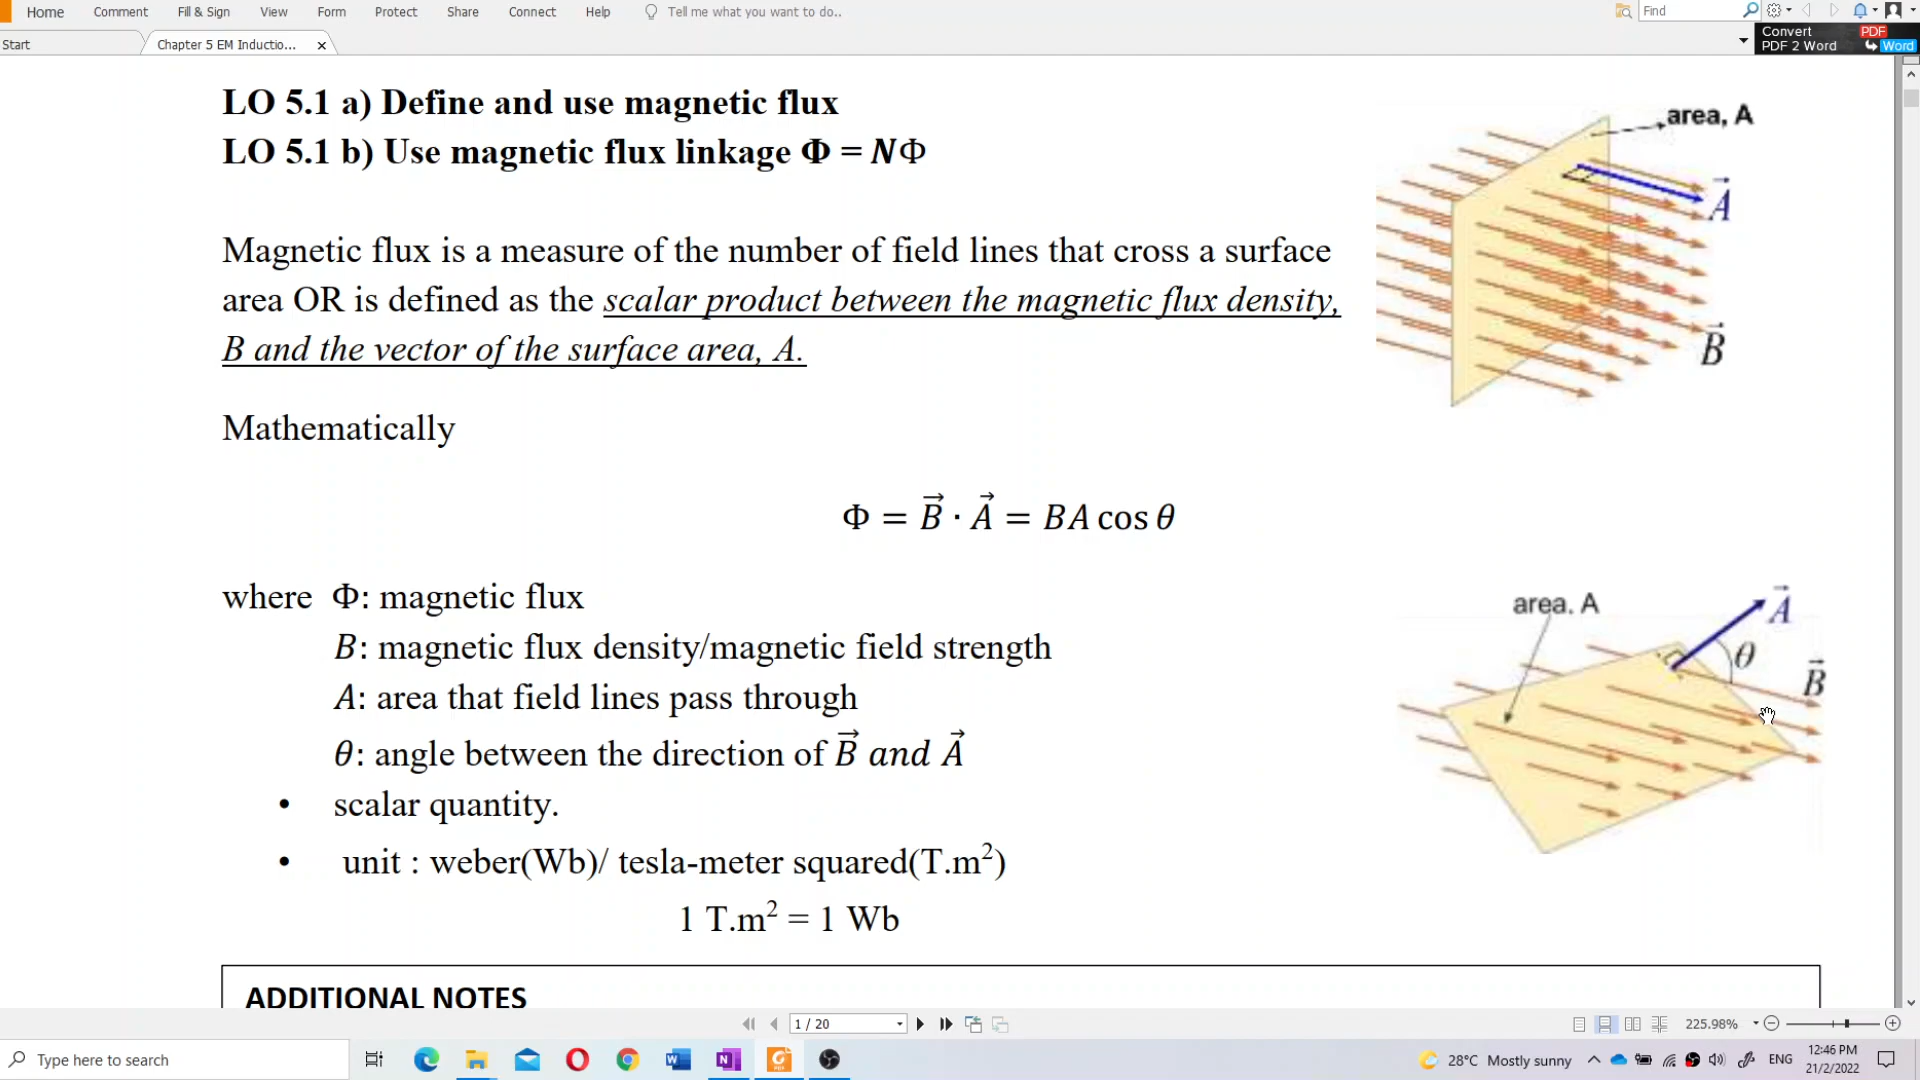 Home Comment Fill & Sign View Form Protect Share Connect Help Tell me what you want to do.. Find
Start Chapter 5 EM Inductio... × Convert PDF
PDF 2 Word Word
LO 5.1 a) Define and use magnetic flux
LO 5.1 b) Use magnetic flux linkage Φ = NΦ
area, A
A⃗
B⃗
Magnetic flux is a measure of the number of field lines that cross a surface
area OR is defined as the scalar product between the magnetic flux density,
B and the vector of the surface area, A.
Mathematically
Φ = B⃗ · A⃗ = BA cos θ
where Φ: magnetic flux
B: magnetic flux density/magnetic field strength
A: area that field lines pass through
θ: angle between the direction of B⃗ and A⃗
• scalar quantity.
• unit : weber(Wb)/ tesla-meter squared(T.m²)
1 T.m² = 1 Wb
area. A
A⃗
θ
B⃗
ADDITIONAL NOTES
1 / 20 225.98%
Type here to search 28°C Mostly sunny ENG 12:46 PM
21/2/2022